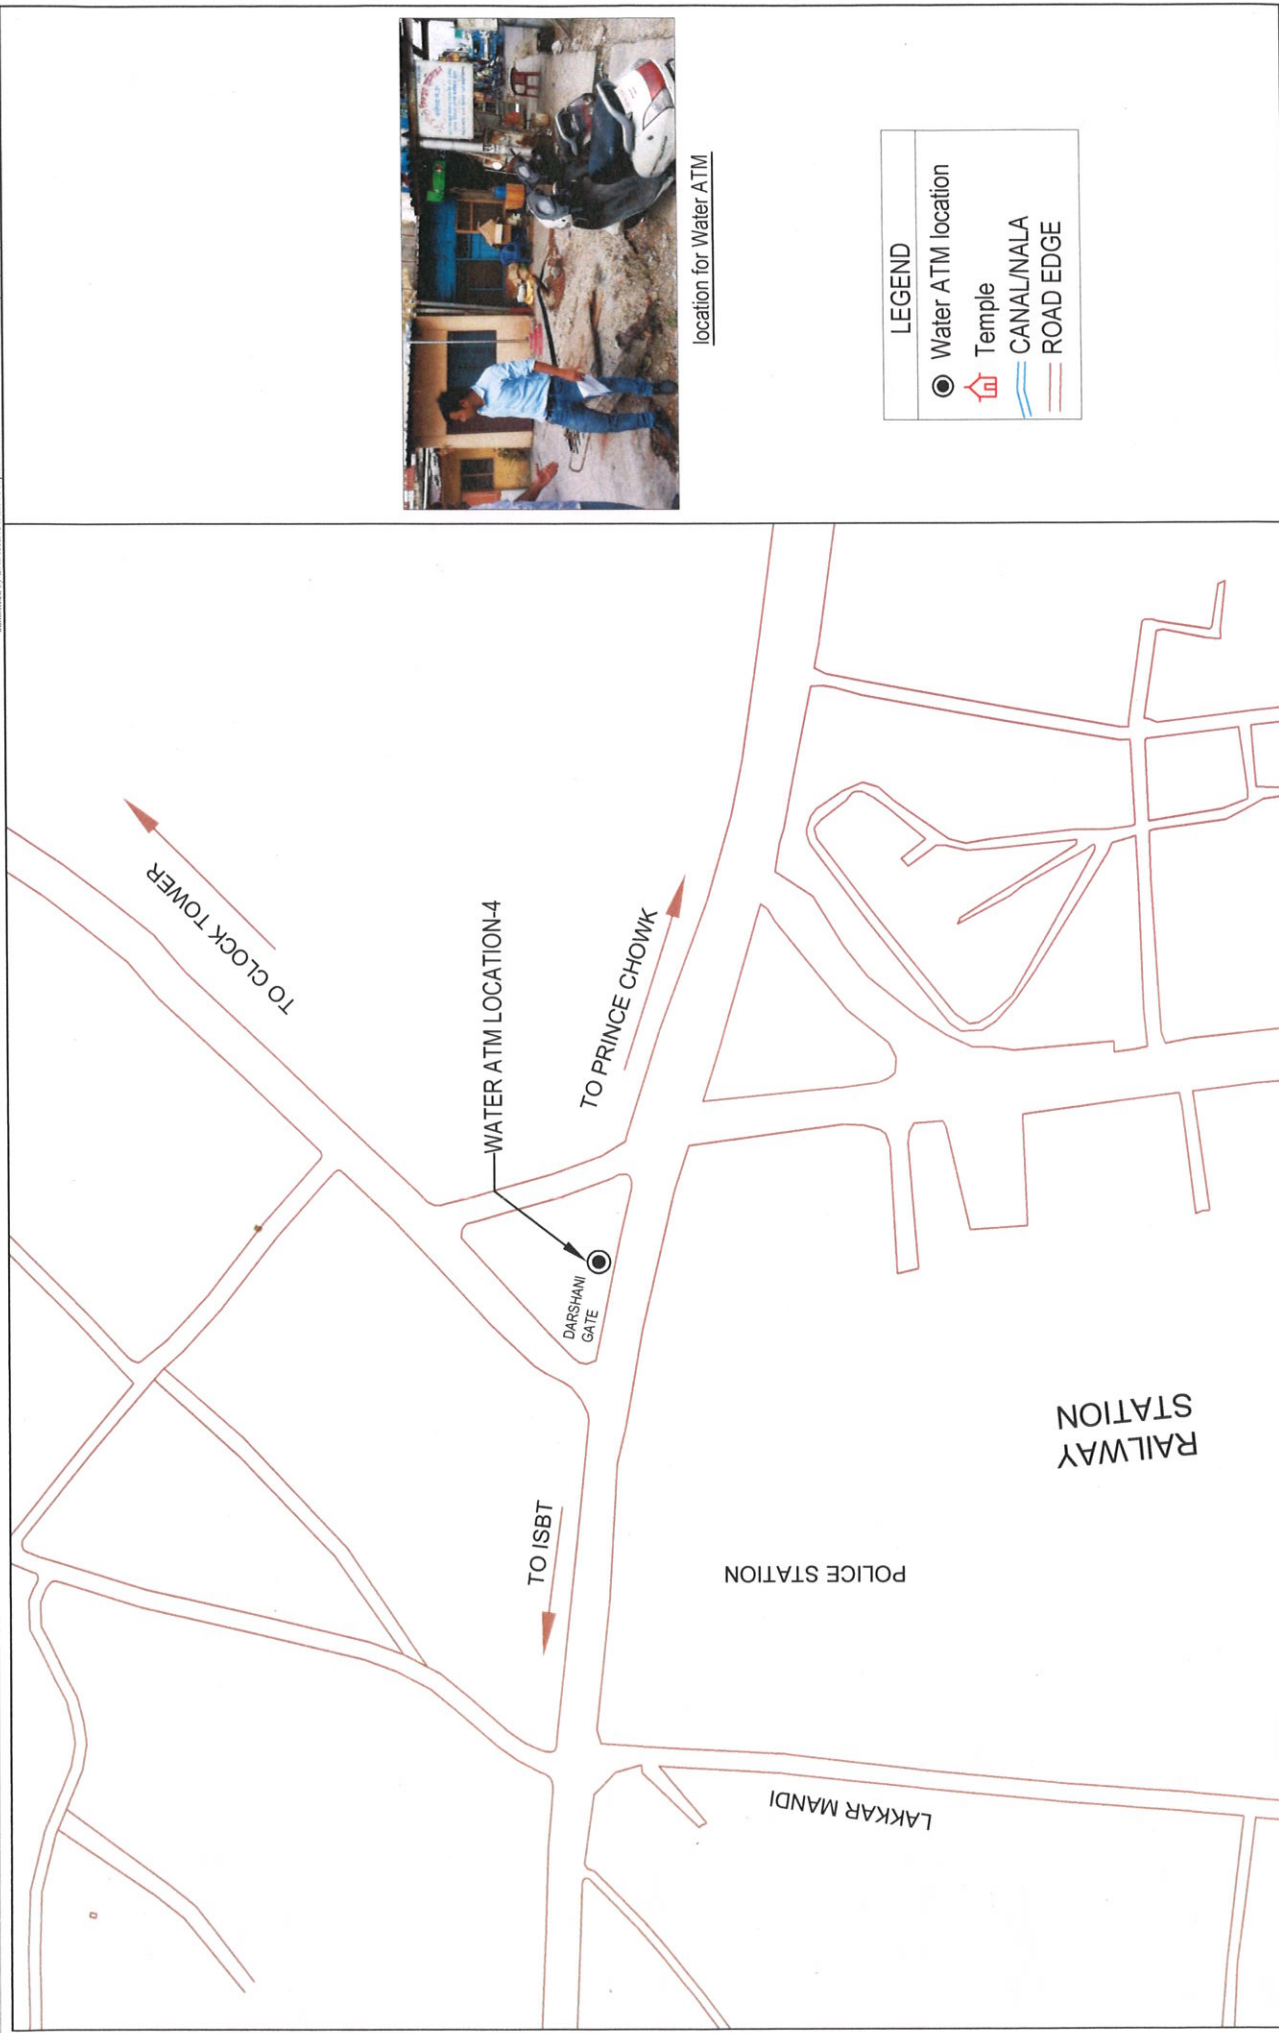 TO CLOCK TOWER
WATER ATM LOCATION-4
TO PRINCE CHOWK
DARSHANI
GATE
TO ISBT
POLICE STATION
RAILWAY
STATION
LAKKAR MANDI
location for Water ATM
LEGEND
Water ATM location
Temple
CANAL/NALA
ROAD EDGE